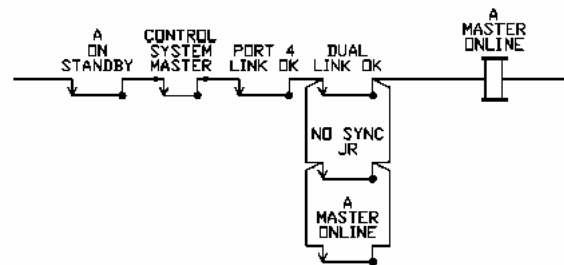 A
ON
STANDBY
CONTROL
SYSTEM
MASTER
PORT 4
LINK OK
DUAL
LINK OK
A
MASTER
ONLINE
NO SYNC
JR
A
MASTER
ONLINE